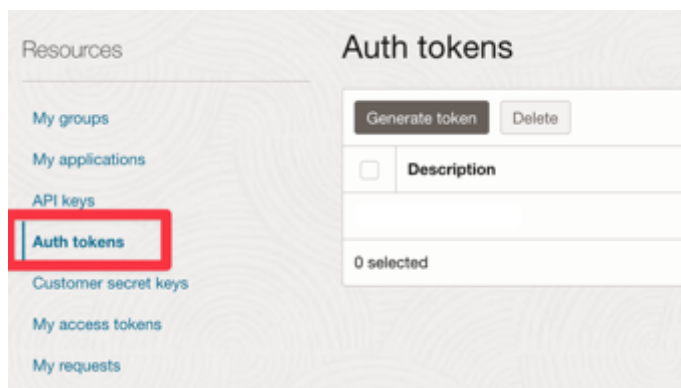 Resources
My groups
My applications
API keys
Auth tokens
Customer secret keys
My access tokens
My requests
Auth tokens
Generate token Delete
Description
0 selected